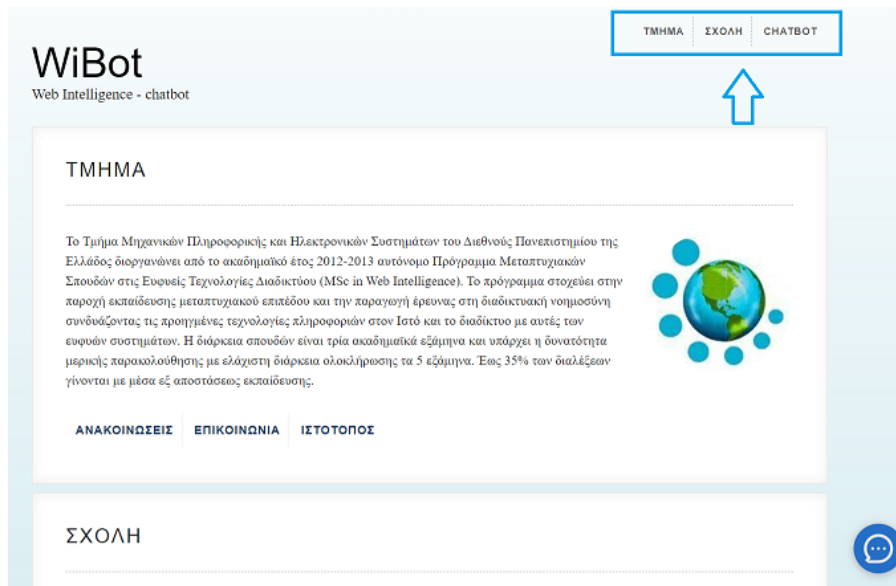 ΤΜΗΜΑ ΣΧΟΛΗ CHATBOT
WiBot
Web Intelligence - chatbot
ΤΜΗΜΑ
Το Τμήμα Μηχανικών Πληροφορικής και Ηλεκτρονικών Συστημάτων του Διεθνούς Πανεπιστημίου της
Ελλάδος διοργανώνει από το ακαδημαϊκό έτος 2012-2013 αυτόνομο Πρόγραμμα Μεταπτυχιακών
Σπουδών στις Ευφυείς Τεχνολογίες Διαδικτύου (MSc in Web Intelligence). Το πρόγραμμα στοχεύει στην
παροχή εκπαίδευσης μεταπτυχιακού επιπέδου και την παραγωγή έρευνας στη διαδικτυακή νοημοσύνη
συνδυάζοντας τις προηγμένες τεχνολογίες πληροφοριών στον Ιστό και το διαδίκτυο με αυτές των
ευφυών συστημάτων. Η διάρκεια σπουδών είναι τρία ακαδημαϊκά εξάμηνα και υπάρχει η δυνατότητα
μερικής παρακολούθησης με ελάχιστη διάρκεια ολοκλήρωσης τα 5 εξάμηνα. Έως 35% των διαλέξεων
γίνονται με μέσα εξ αποστάσεως εκπαίδευσης.
ΑΝΑΚΟΙΝΩΣΕΙΣ ΕΠΙΚΟΙΝΩΝΙΑ ΙΣΤΟΤΟΠΟΣ
ΣΧΟΛΗ